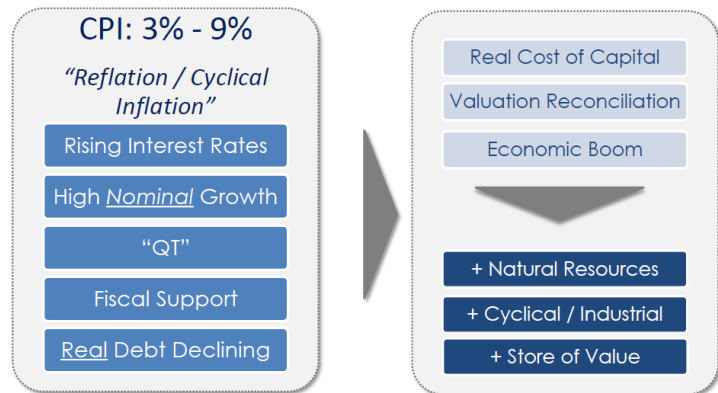 CPI: 3% - 9%
“Reflation / Cyclical
Inflation”
Rising Interest Rates
High Nominal Growth
“QT”
Fiscal Support
Real Debt Declining
Real Cost of Capital
Valuation Reconciliation
Economic Boom
+ Natural Resources
+ Cyclical / Industrial
+ Store of Value